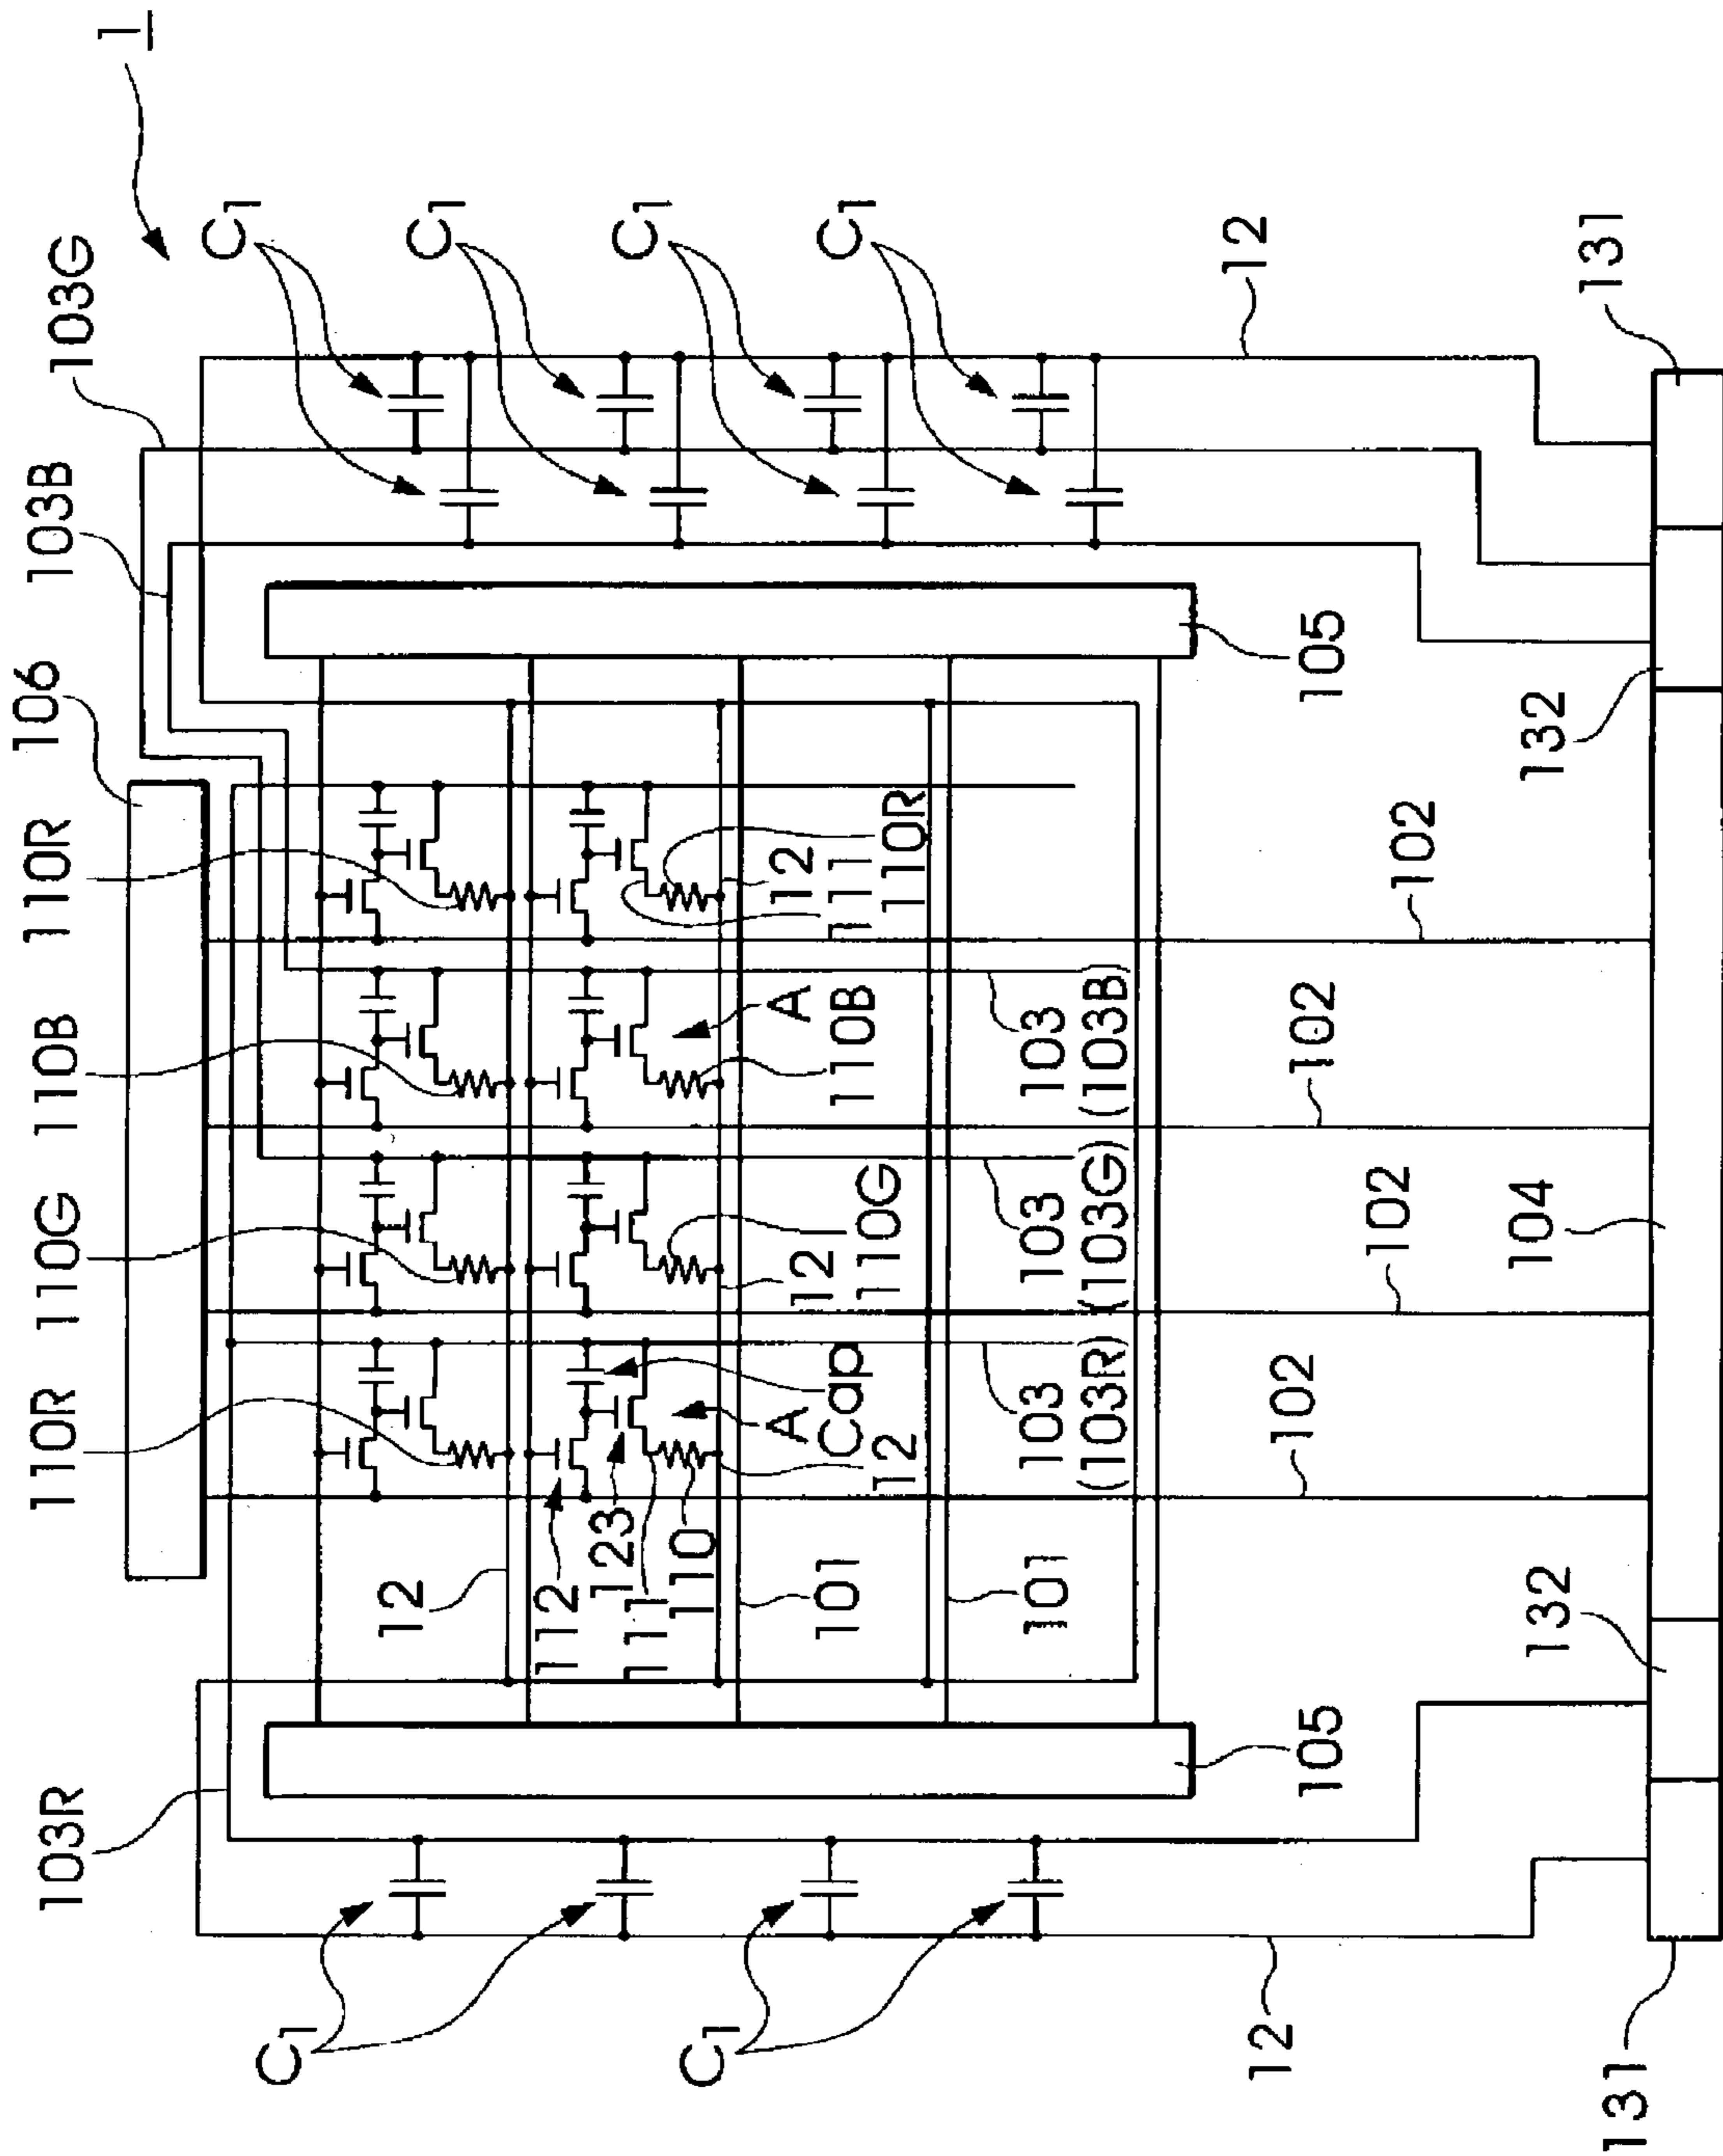 1
103R 110R 110G 110B 110R 106 103B 103G
C1 C1
12
C1
112
123
111
110
C1 C1
A A
Cap
12 12 12
101 110G 110B 111
110R
C1
101
103 103 103
(103R) (103G) (103B)
12 12
105 105
102 102 102 102
132 104 132
131 131